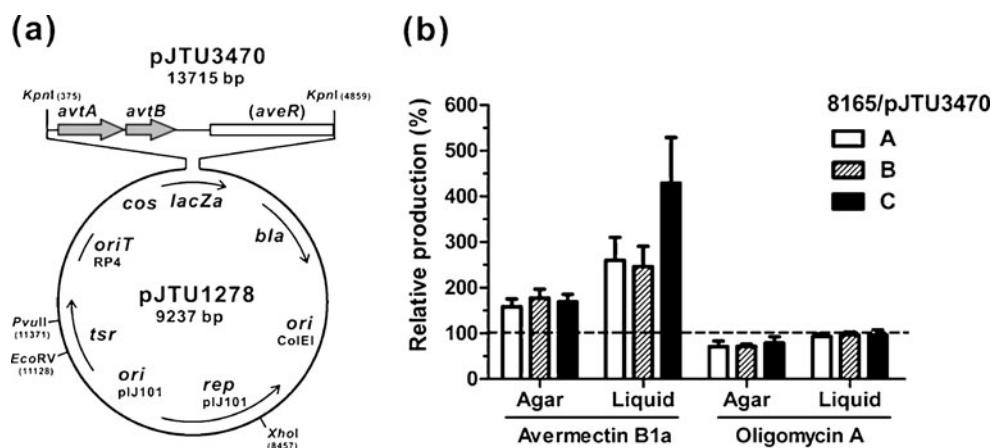 (a)
pJTU3470
13715 bp
KpnI (375)
KpnI (4859)
avtA
avtB
(aveR)
cos
lacZa
bla
oriT
RP4
pJTU1278
9237 bp
PvuII
(11371)
tsr
ori
ColEI
EcoRV
(11128)
ori
pIJ101
rep
pIJ101
XhoI
(8457)
(b)
8165/pJTU3470
A
B
C
Relative production (%)
600
500
400
300
200
100
0
Agar
Liquid
Agar
Liquid
Avermectin B1a
Oligomycin A